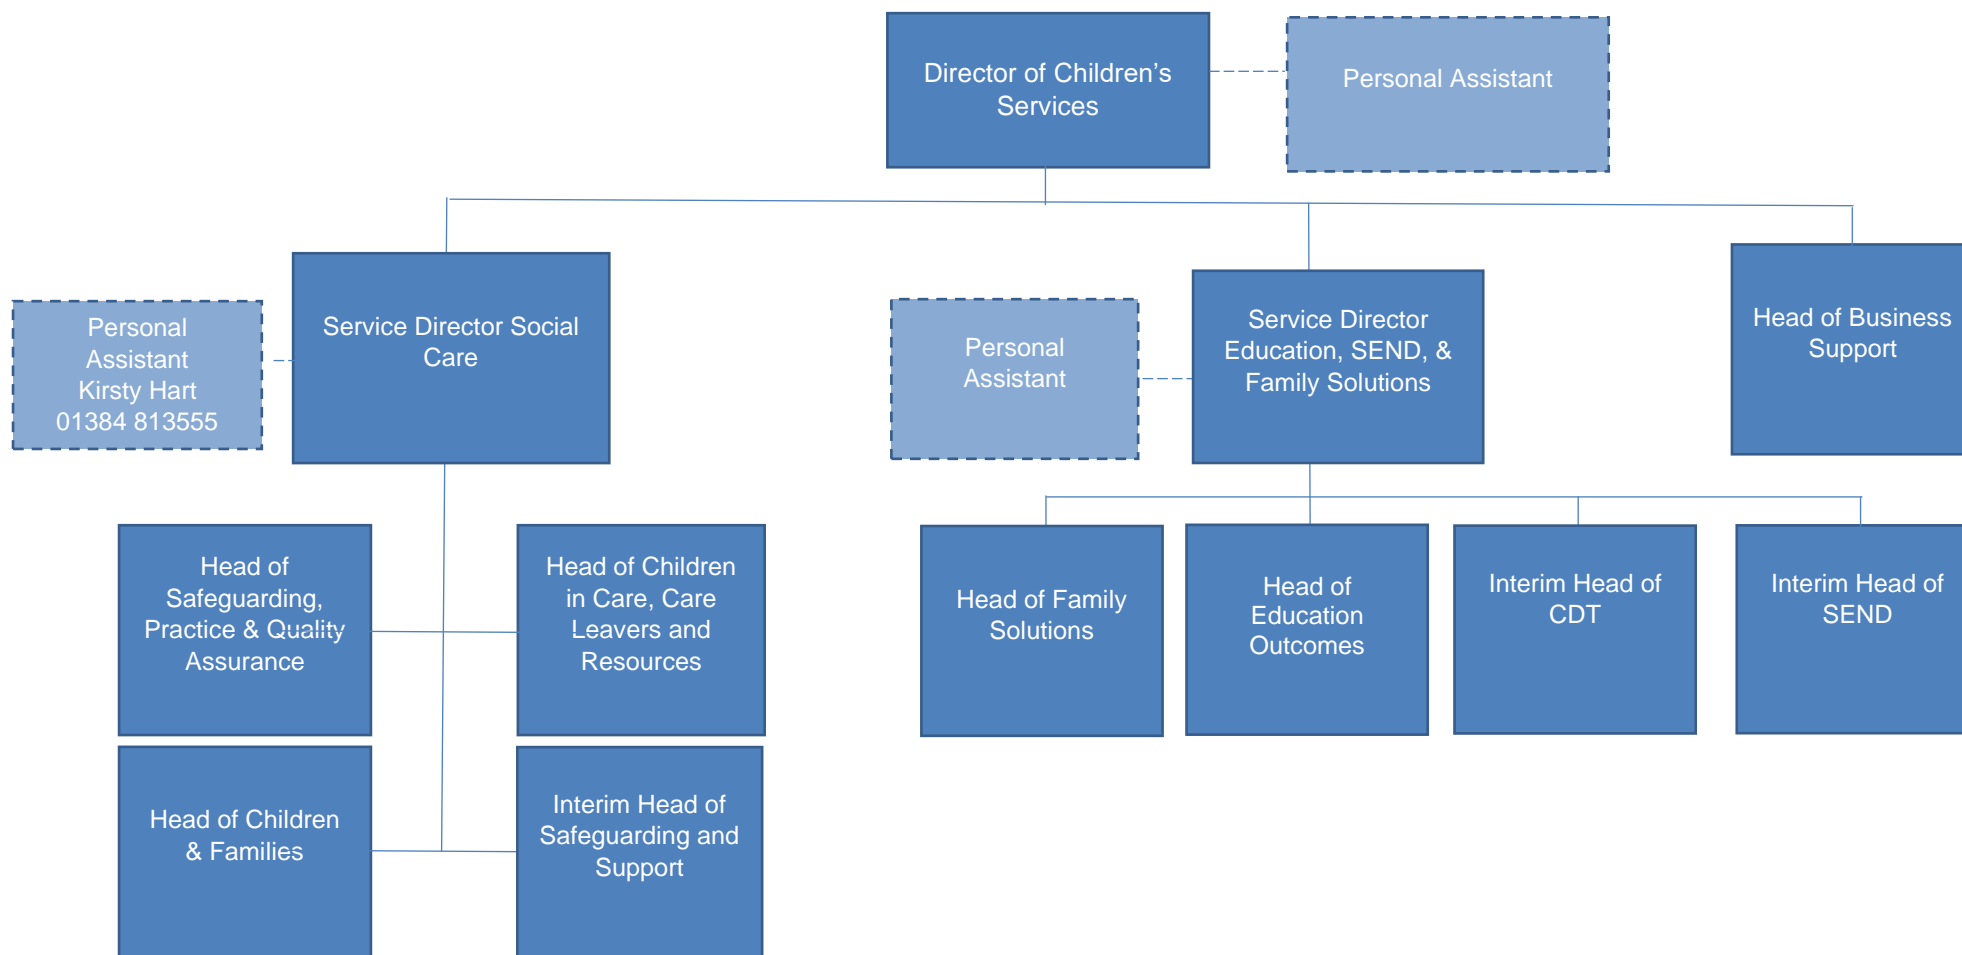 Director of Children’s
Services
Personal Assistant
Personal
Assistant
Kirsty Hart
01384 813555
Service Director Social
Care
Personal
Assistant
Service Director
Education, SEND, &
Family Solutions
Head of Business
Support
Head of
Safeguarding,
Practice & Quality
Assurance
Head of Children
in Care, Care
Leavers and
Resources
Head of Family
Solutions
Head of
Education
Outcomes
Interim Head of
CDT
Interim Head of
SEND
Head of Children
& Families
Interim Head of
Safeguarding and
Support